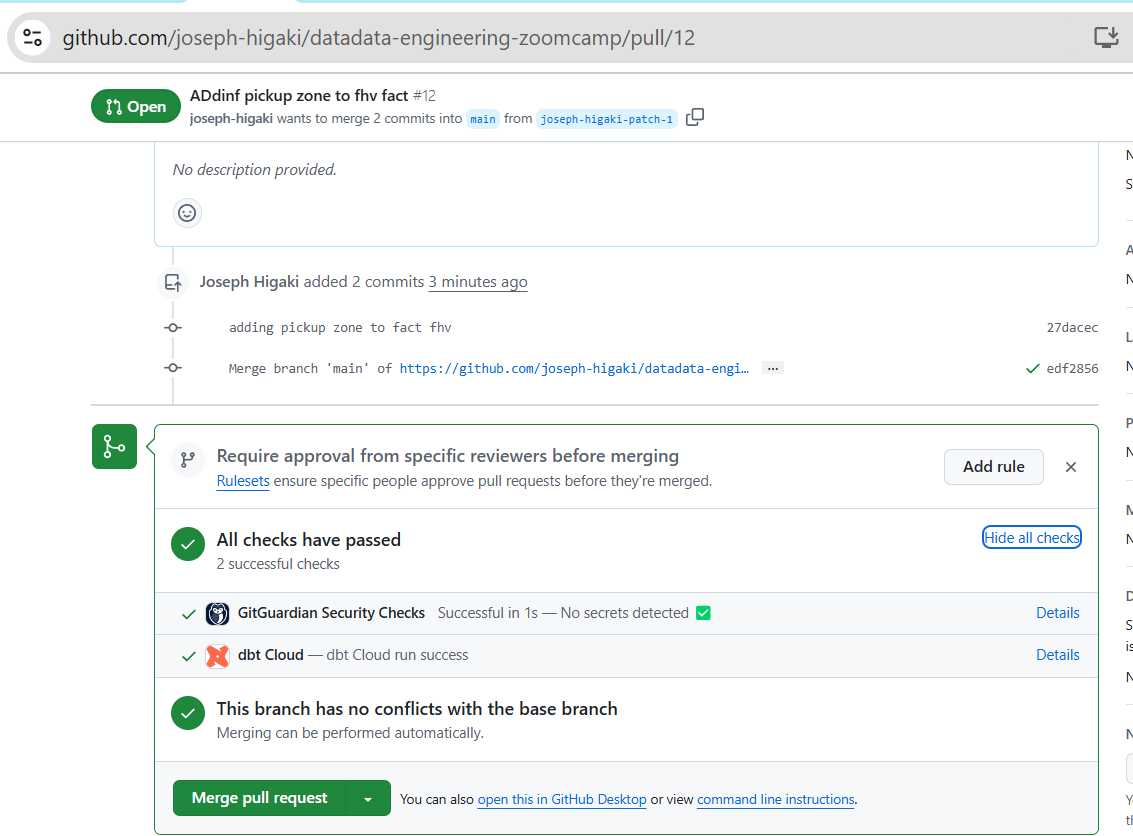 github.com/joseph-higaki/datadata-engineering-zoomcamp/pull/12
Open
ADdinf pickup zone to fhv fact #12
joseph-higaki wants to merge 2 commits into main from joseph-higaki-patch-1
No description provided.
Joseph Higaki added 2 commits 3 minutes ago
adding pickup zone to fact fhv 27dacec
Merge branch 'main' of https://github.com/joseph-higaki/datadata-engi… ... edf2856
Require approval from specific reviewers before merging
Rulesets ensure specific people approve pull requests before they're merged.
Add rule
All checks have passed
2 successful checks
Hide all checks
GitGuardian Security Checks Successful in 1s — No secrets detected ✅ Details
dbt Cloud — dbt Cloud run success Details
This branch has no conflicts with the base branch
Merging can be performed automatically.
Merge pull request
You can also open this in GitHub Desktop or view command line instructions.